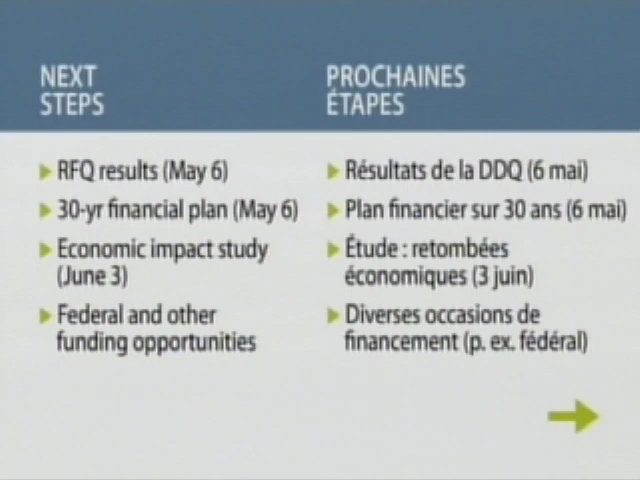 NEXT
STEPS
RFQ results (May 6)
30-yr financial plan (May 6)
Economic impact study
(June 3)
Federal and other
funding opportunities
PROCHAINES
ÉTAPES
Résultats de la DDQ (6 mai)
Plan financier sur 30 ans (6 mai)
Étude : retombées
économiques (3 juin)
Diverses occasions de
financement (p. ex. fédéral)